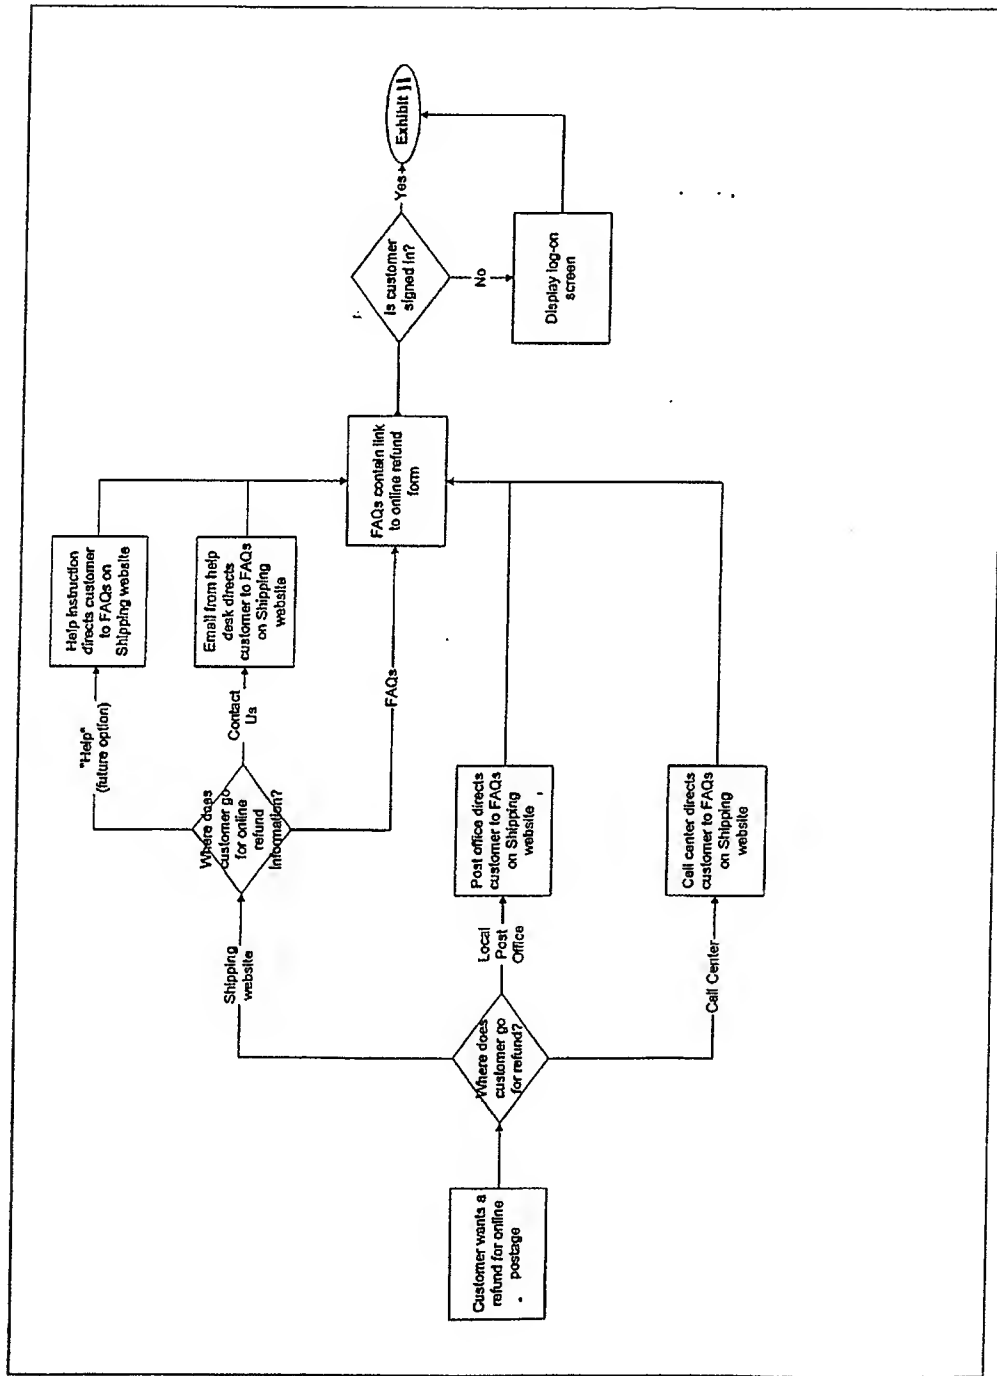 Customer wants a
refund for online
postage
Where does
customer go
for refund?
Shipping
website
Local
Post
Office
Call Center
Where does
customer go
for online
refund
Information?
Post office directs
customer to FAQs
on Shipping
website
Call center directs
customer to FAQs
on Shipping
website
"Help"
(future option)
Contact
Us
FAQs
Help Instruction
directs customer
to FAQs on
Shipping website
Email from help
desk directs
customer to FAQs
on Shipping
website
FAQs contain link
to online refund
form
Is customer
signed in?
Yes
No
Display log-on
screen
Exhibit